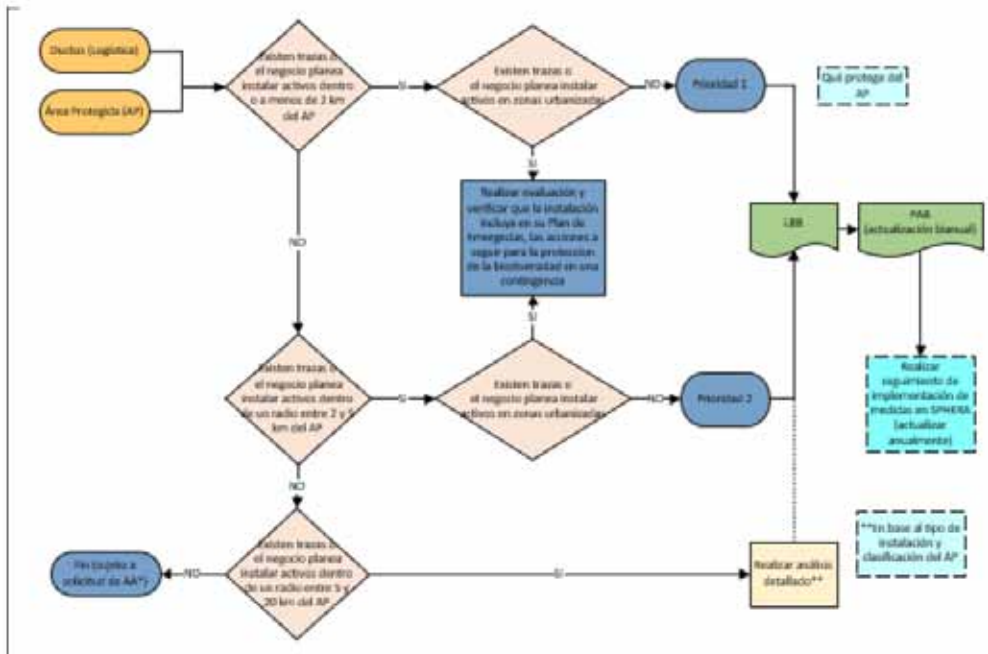 Ductos (Logística)
Área Protegida (AP)
Existen trazas o
el negocio planea
instalar activos dentro
o a menos de 2 km
del AP
SI
Existen trazas o
el negocio planea instalar
activos en zonas urbanizadas
NO
Prioridad 1
Qué protege del
AP
SI
Realizar evaluación y
verificar que la instalación
incluya en su Plan de
las acciones a
seguir para la proteccion
de la biodiversidad en una
contingencia
LBB
PAB
(actualización bianual)
NO
SI
Existen trazas o
el negocio planea
instalar activos dentro
de un radio entre 2 y 5
km del AP
SI
Existen trazas o
el negocio planea instalar
activos en zonas urbanizadas
NO
Prioridad 2
Realizar
seguimiento de
implementación de
medidas en SPHERA
(actualizar
anualmente)
NO
Fin (sujeto a
solicitud de AA*)
NO
Existen trazas o
el negocio planea
instalar activos dentro
de un radio entre 5 y
20 km del AP
SI
Realizar análisis
detallado**
**En base al tipo de
instalación y
clasificación del AP